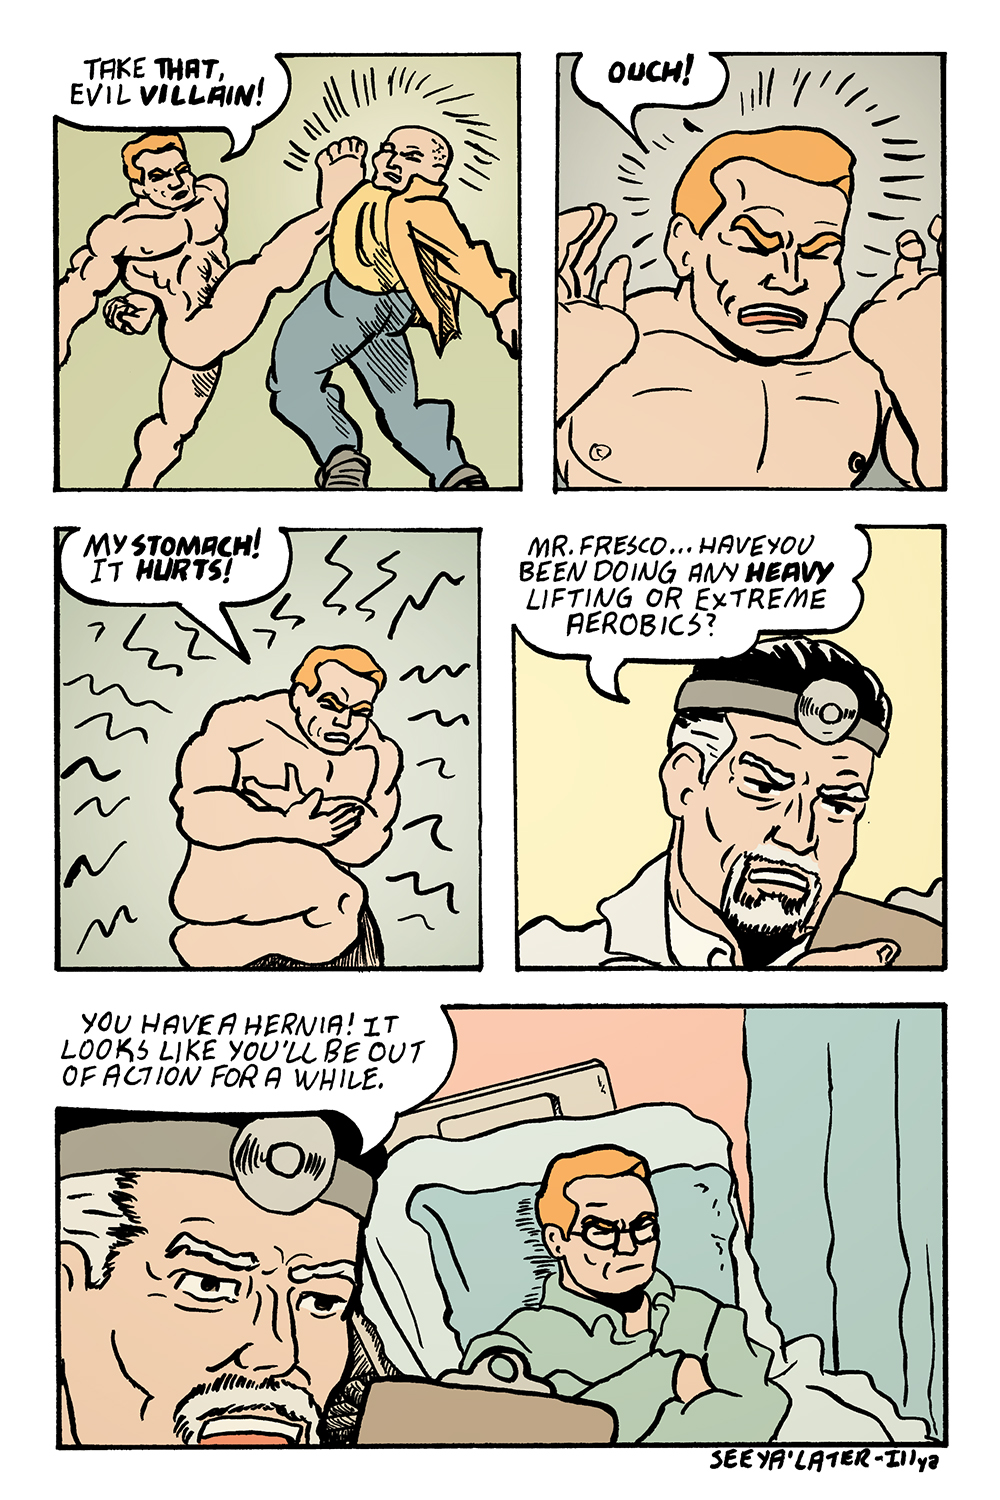 TAKE THAT,
EVIL VILLAIN!
OUCH!
MY STOMACH!
IT HURTS!
MR. FRESCO... HAVE YOU
BEEN DOING ANY HEAVY
LIFTING OR EXTREME
AEROBICS?
YOU HAVE A HERNIA! IT
LOOKS LIKE YOU'LL BE OUT
OF ACTION FOR A WHILE.
SEE YA' LATER - Illya